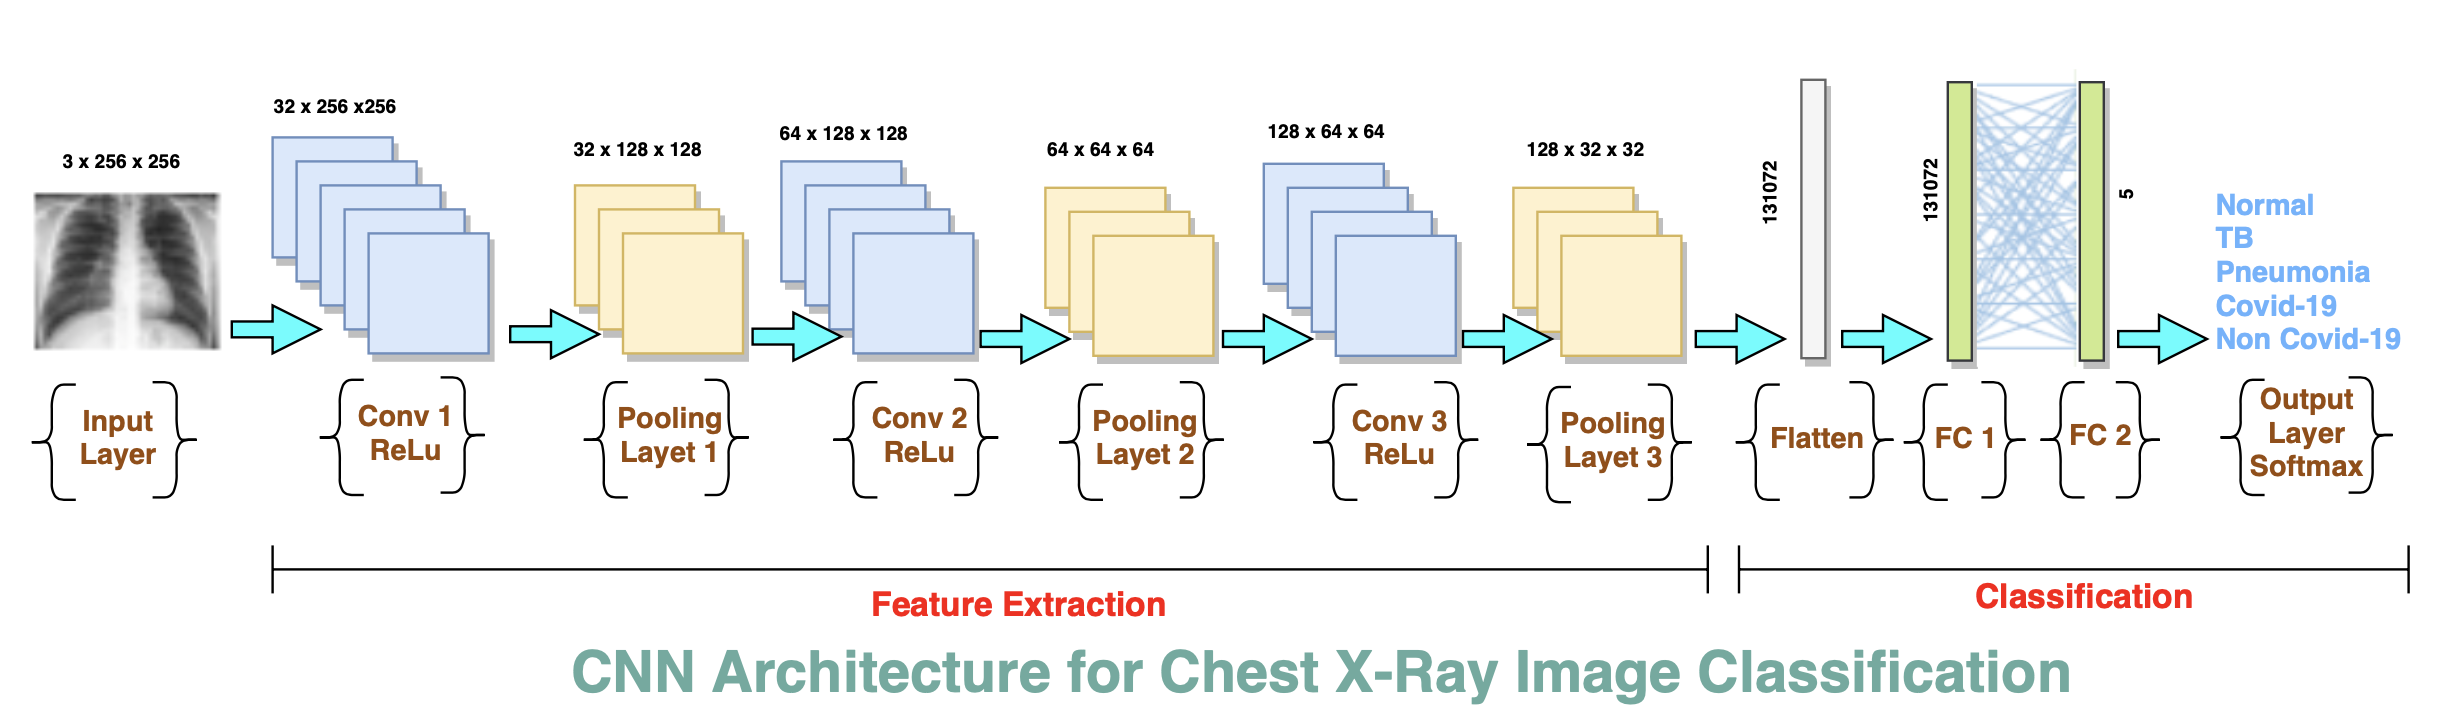 3 x 256 x 256
32 x 256 x256
32 x 128 x 128
64 x 128 x 128
64 x 64 x 64
128 x 64 x 64
128 x 32 x 32
131072
131072
5
Normal
TB
Pneumonia
Covid-19
Non Covid-19
Input
Layer
Conv 1
ReLu
Pooling
Layet 1
Conv 2
ReLu
Pooling
Layet 2
Conv 3
ReLu
Pooling
Layet 3
Flatten
FC 1
FC 2
Output
Layer
Softmax
Feature Extraction
Classification
CNN Architecture for Chest X-Ray Image Classification